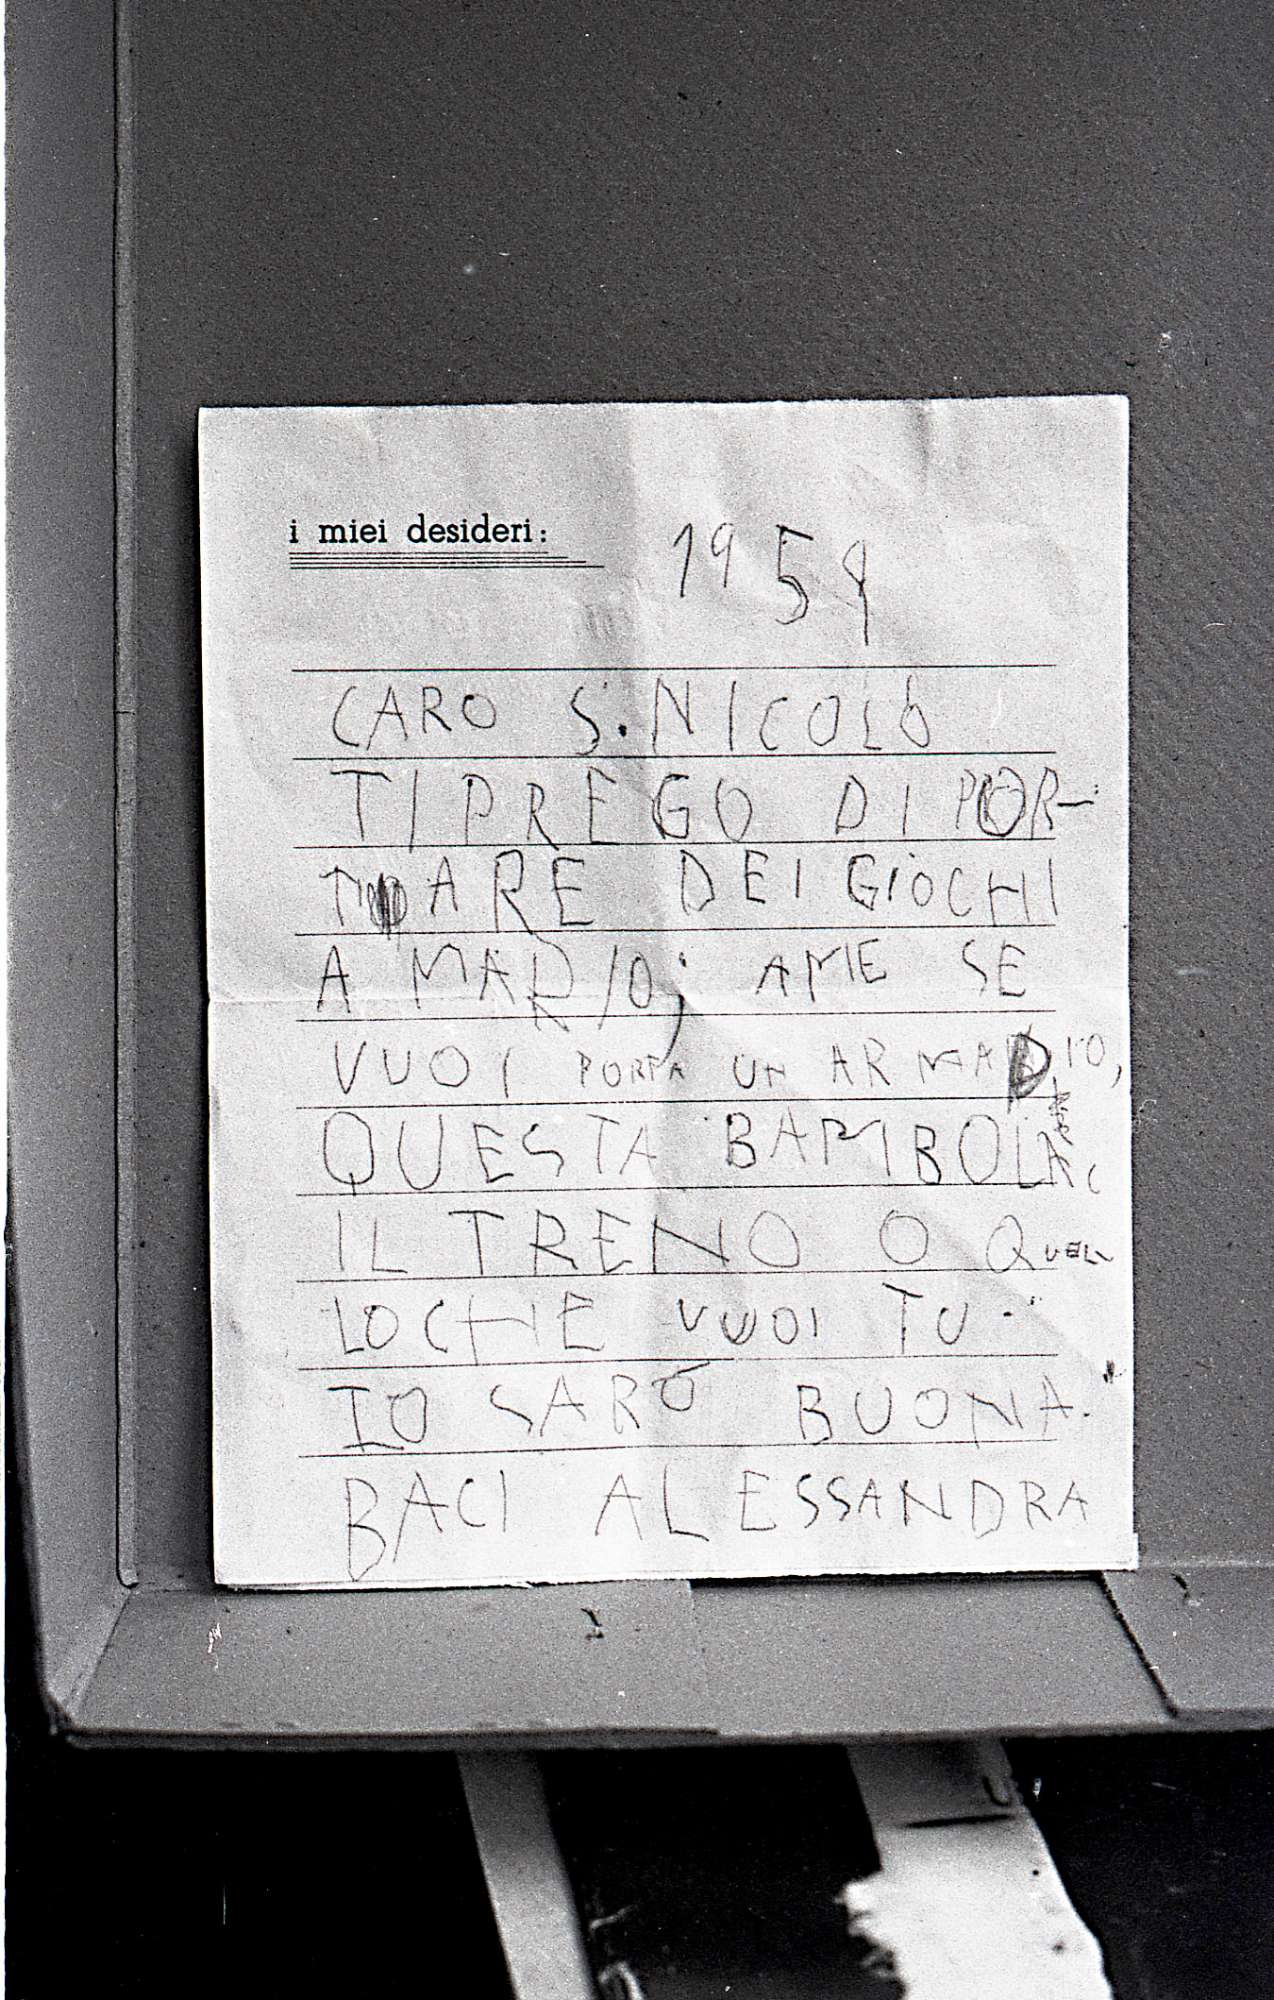 i miei desideri:
1959
CARO S. NICOLÒ
TI PREGO DI POR-
TARE DEI GIOCHI
A MARIO; A ME SE
VUOI PORTA UN ARMADIO,
QUESTA BAMBOLA
IL TRENO O QUEL
LO CHE VUOI TU.
IO SARÓ BUONA.
BACI ALESSANDRA